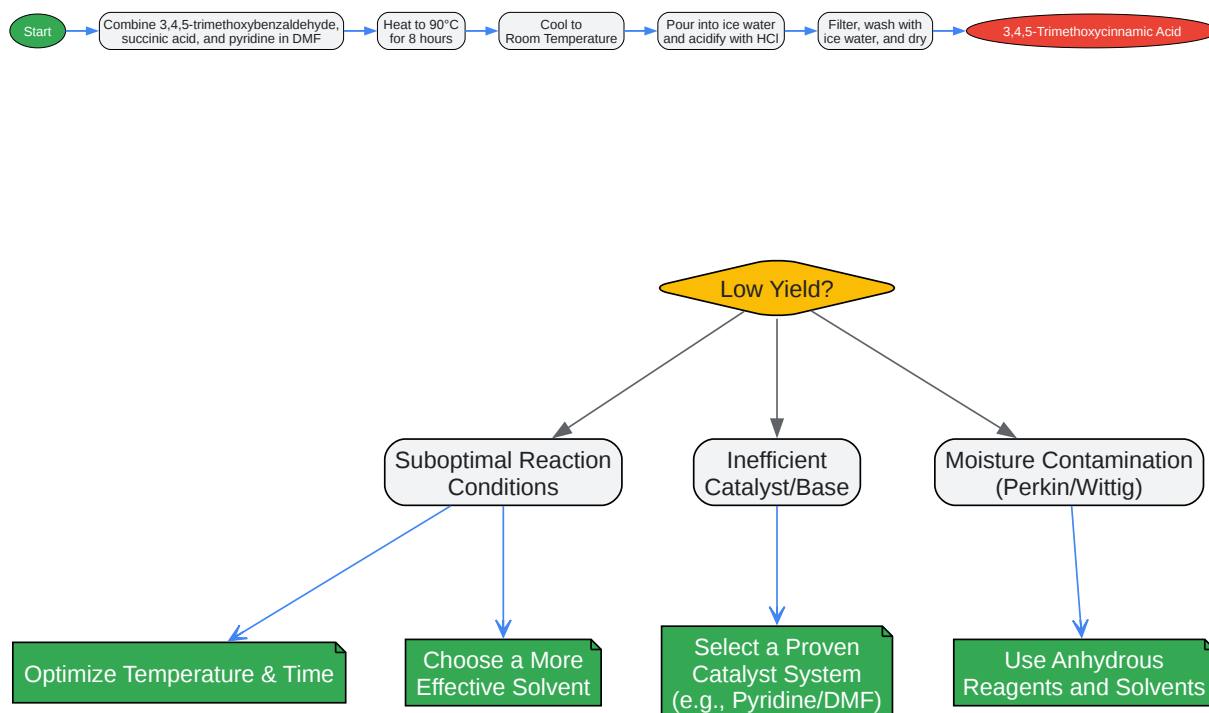 Start
Combine 3,4,5-trimethoxybenzaldehyde,
succinic acid, and pyridine in DMF
Heat to 90°C
for 8 hours
Cool to
Room Temperature
Pour into ice water
and acidify with HCl
Filter, wash with
ice water, and dry
3,4,5-Trimethoxycinnamic Acid
Low Yield?
Suboptimal Reaction
Conditions
Inefficient
Catalyst/Base
Moisture Contamination
(Perkin/Wittig)
Optimize Temperature & Time
Choose a More
Effective Solvent
Select a Proven
Catalyst System
(e.g., Pyridine/DMF)
Use Anhydrous
Reagents and Solvents